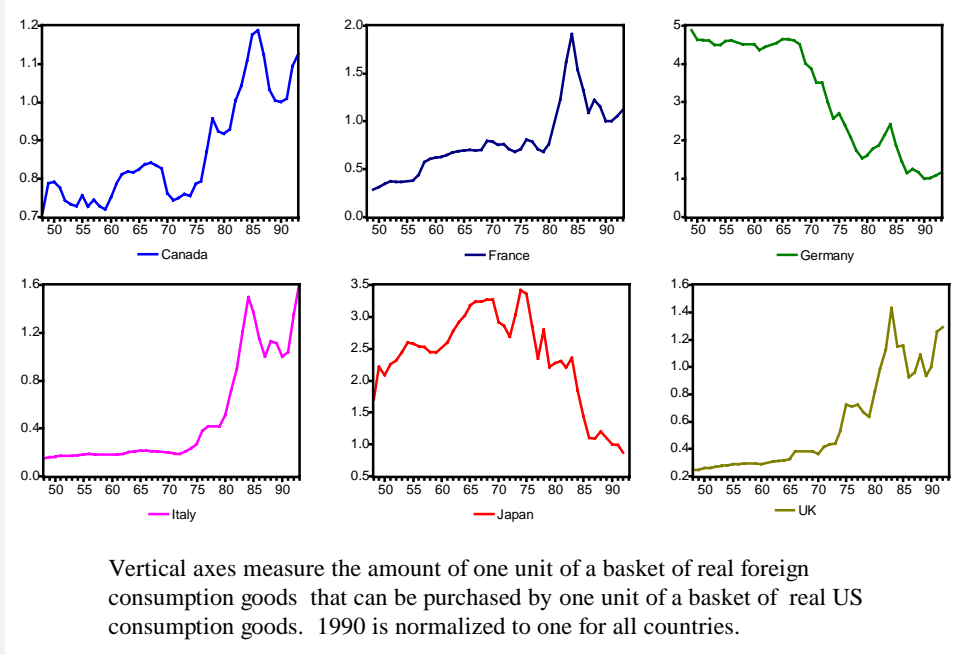 1.2
1.1
1.0
0.9
0.8
0.7
50 55 60 65 70 75 80 85 90
Canada
2.0
1.5
1.0
0.5
0.0
50 55 60 65 70 75 80 85 90
France
5
4
3
2
1
0
50 55 60 65 70 75 80 85 90
Germany
1.6
1.2
0.8
0.4
0.0
50 55 60 65 70 75 80 85 90
Italy
3.5
3.0
2.5
2.0
1.5
1.0
0.5
50 55 60 65 70 75 80 85 90
Japan
1.6
1.4
1.2
1.0
0.8
0.6
0.4
0.2
50 55 60 65 70 75 80 85 90
UK
Vertical axes measure the amount of one unit of a basket of real foreign
consumption goods that can be purchased by one unit of a basket of real US
consumption goods. 1990 is normalized to one for all countries.